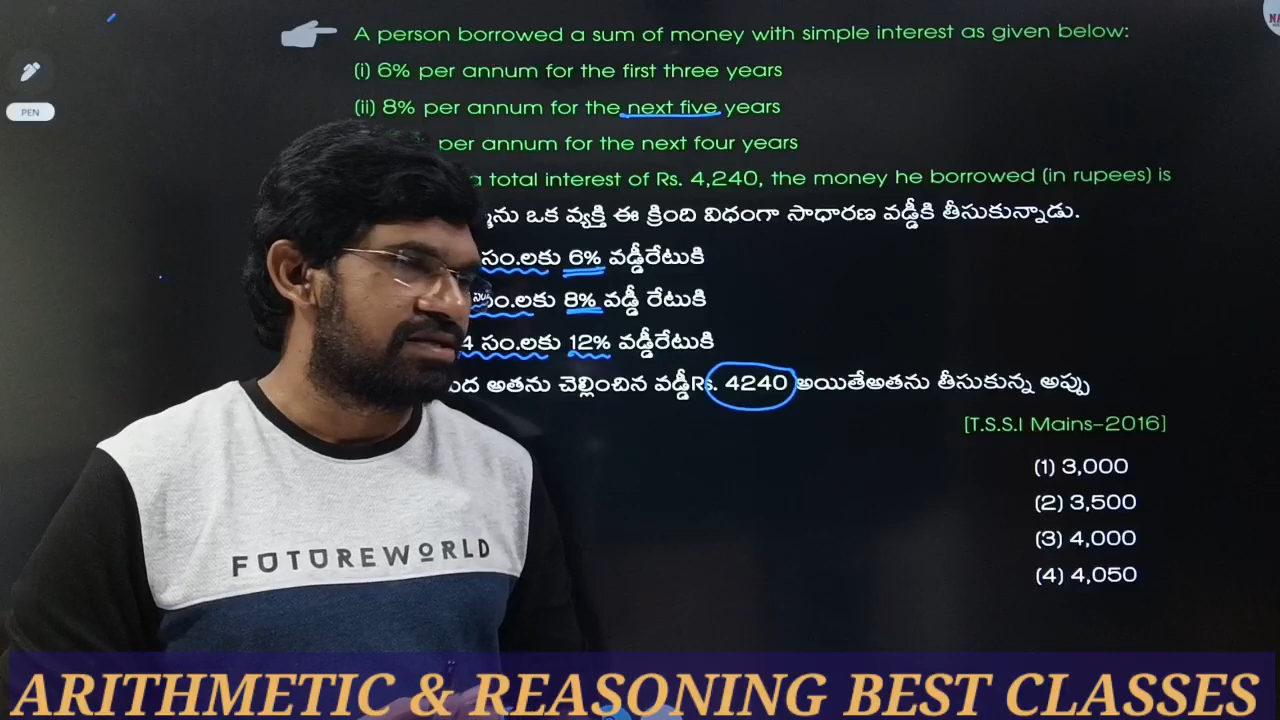 A person borrowed a sum of money with simple interest as given below:
(i) 6% per annum for the first three years
PEN
(ii) 8% per annum for the next five years
per annum for the next four years
a total interest of Rs. 4,240, the money he borrowed (in rupees) is
ను ఒక వ్యక్తి ఈ క్రింది విధంగా సాధారణ వడ్డీకి తీసుకున్నాడు.
సం.లకు 6% వడ్డీరేటుకి
సం.లకు 8% వడ్డీ రేటుకి
4 సం.లకు 12% వడ్డీరేటుకి
అతను చెల్లించిన వడ్డీRs. 4240 అయితేఅతను తీసుకున్న అప్పు
[T.S.S.I Mains-2016]
(1) 3,000
(2) 3,500
(3) 4,000
(4) 4,050
FUTUREWORLD
ARITHMETIC & REASONING BEST CLASSES